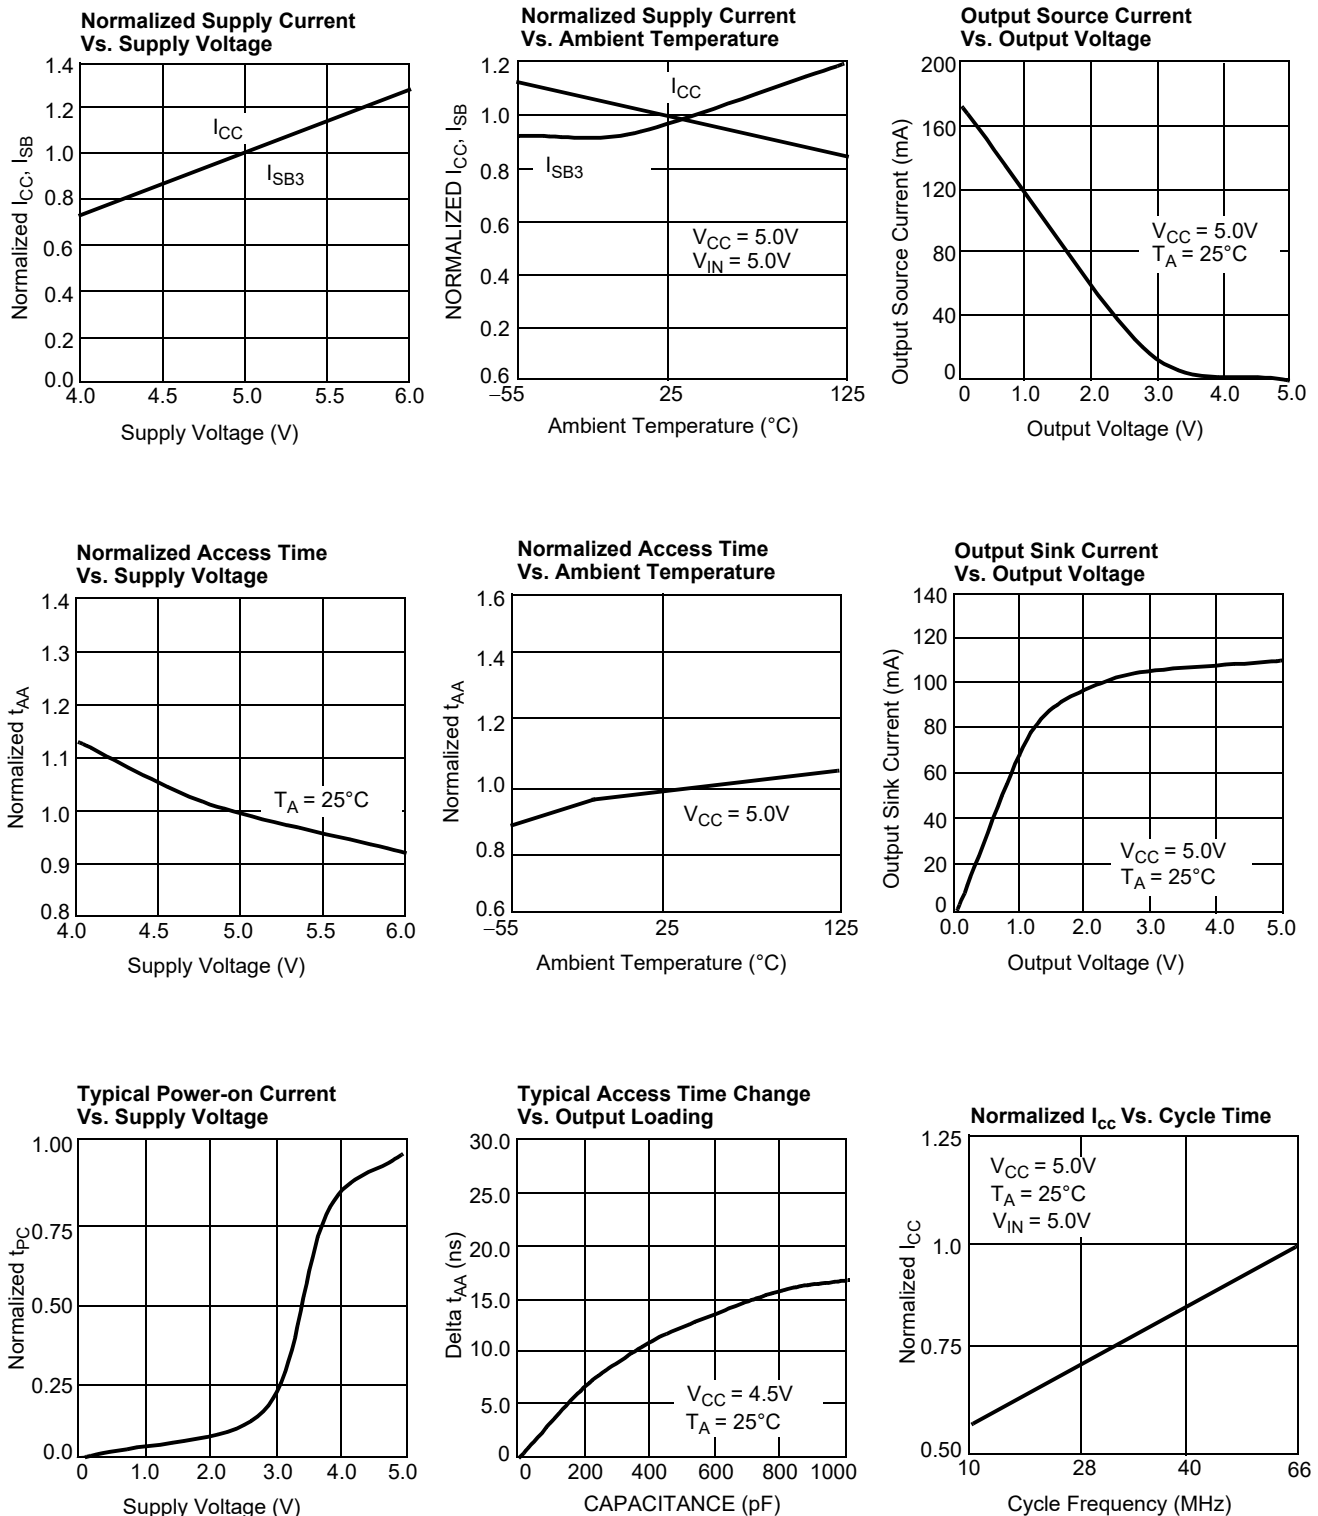 Normalized Supply Current
Vs. Supply Voltage
1.4
1.2
1.0
0.8
0.6
0.4
0.2
0.0
4.0 4.5 5.0 5.5 6.0
Normalized ICC, ISB
ICC
ISB3
Supply Voltage (V)
Normalized Supply Current
Vs. Ambient Temperature
1.2
1.0
0.8
0.6
0.4
0.2
0.6
–55 25 125
NORMALIZED ICC, ISB
ICC
ISB3
VCC = 5.0V
VIN = 5.0V
Ambient Temperature (°C)
Output Source Current
Vs. Output Voltage
200
160
120
80
40
0
0 1.0 2.0 3.0 4.0 5.0
Output Source Current (mA)
VCC = 5.0V
TA = 25°C
Output Voltage (V)
Normalized Access Time
Vs. Supply Voltage
1.4
1.3
1.2
1.1
1.0
0.9
0.8
4.0 4.5 5.0 5.5 6.0
Normalized tAA
TA = 25°C
Supply Voltage (V)
Normalized Access Time
Vs. Ambient Temperature
1.6
1.4
1.2
1.0
0.8
0.6
–55 25 125
Normalized tAA
VCC = 5.0V
Ambient Temperature (°C)
Output Sink Current
Vs. Output Voltage
140
120
100
80
60
40
20
0
0.0 1.0 2.0 3.0 4.0 5.0
Output Sink Current (mA)
VCC = 5.0V
TA = 25°C
Output Voltage (V)
Typical Power-on Current
Vs. Supply Voltage
1.00
0.75
0.50
0.25
0.0
0 1.0 2.0 3.0 4.0 5.0
Normalized tPC
Supply Voltage (V)
Typical Access Time Change
Vs. Output Loading
30.0
25.0
20.0
15.0
10.0
5.0
0
0 200 400 600 800 1000
Delta tAA (ns)
VCC = 4.5V
TA = 25°C
CAPACITANCE (pF)
Normalized Icc Vs. Cycle Time
1.25
1.0
0.75
0.50
10 28 40 66
Normalized ICC
VCC = 5.0V
TA = 25°C
VIN = 5.0V
Cycle Frequency (MHz)